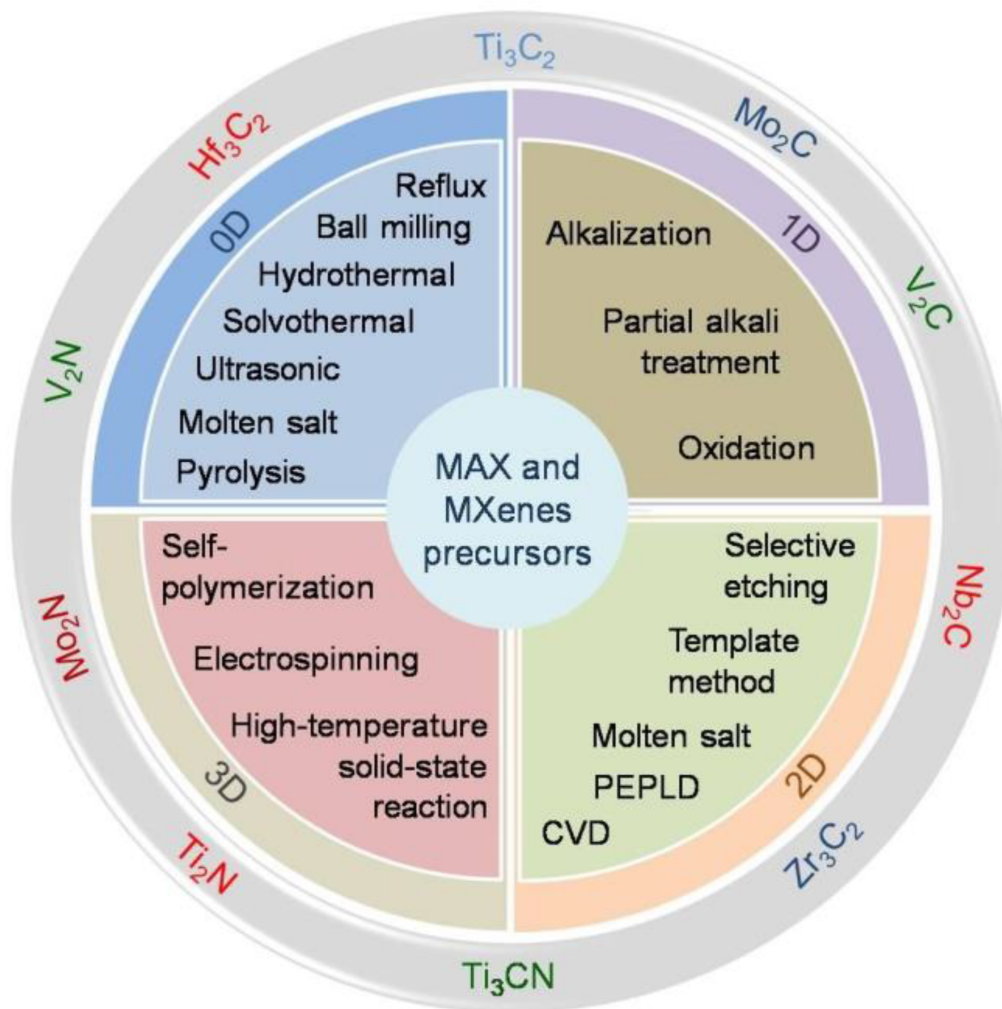 Ti₃C₂
Mo₂C
V₂C
Nb₂C
Zr₃C₂
Ti₃CN
Ti₂N
Mo₂N
V₂N
Hf₃C₂
0D
Reflux
Ball milling
Hydrothermal
Solvothermal
Ultrasonic
Molten salt
Pyrolysis
1D
Alkalization
Partial alkali
treatment
Oxidation
MAX and
MXenes
precursors
Self-
polymerization
Electrospinning
High-temperature
solid-state
reaction
3D
Selective
etching
Template
method
Molten salt
PEPLD
CVD
2D